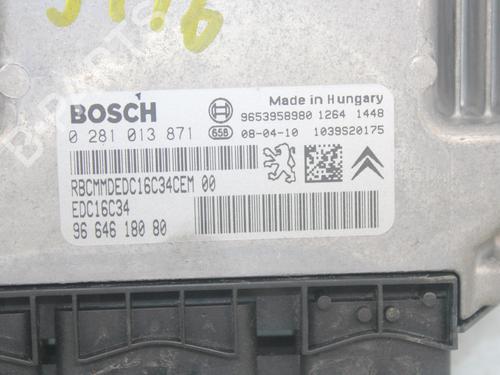 BOSCH
Made in Hungary
9653958980 1264 1448
0 281 013 871
658
08-04-10 1039S20175
RBCMMDEDC16C34CEM 00
EDC16C34
96 646 180 80
B-PARTS